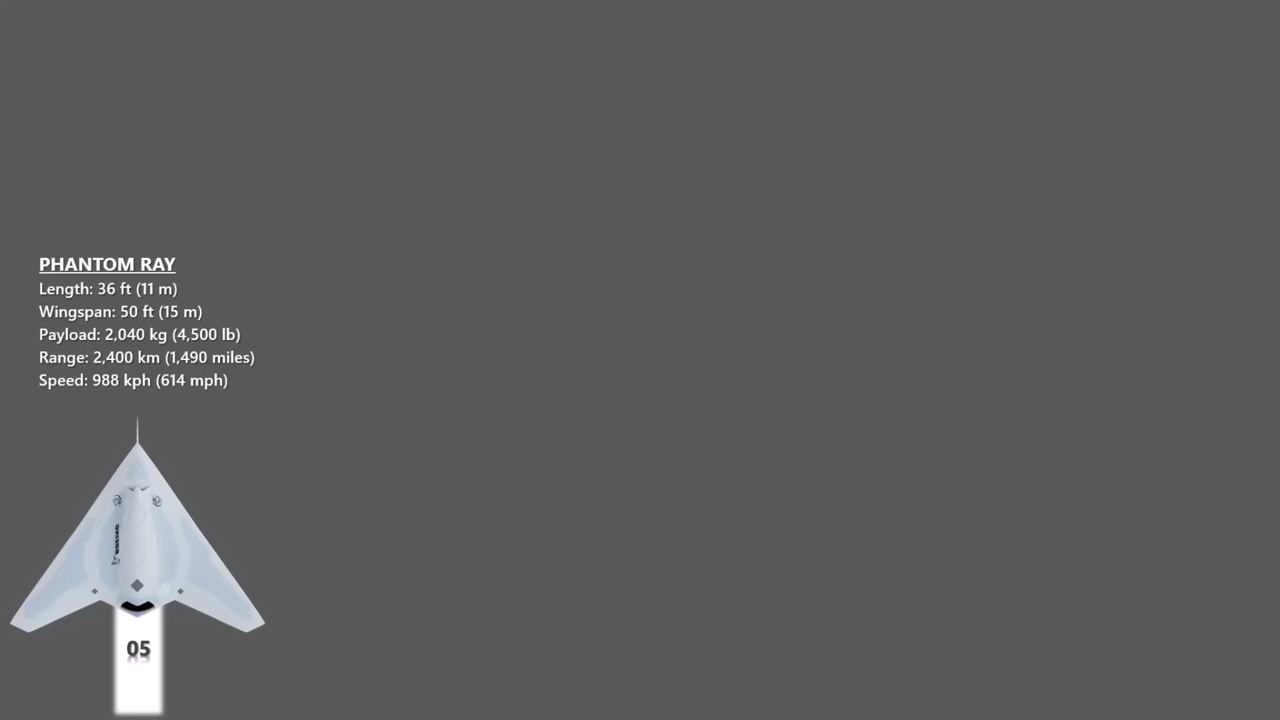 PHANTOM RAY
Length: 36 ft (11 m)
Wingspan: 50 ft (15 m)
Payload: 2,040 kg (4,500 lb)
Range: 2,400 km (1,490 miles)
Speed: 988 kph (614 mph)
BOEING
05